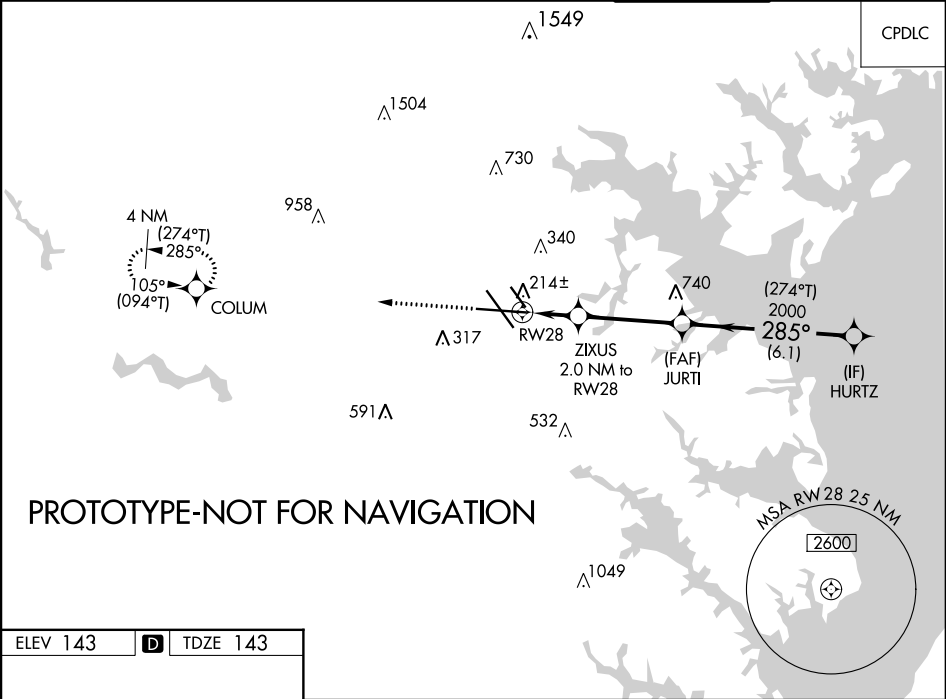 1549
CPDLC
1504
730
958
4 NM
(274°T)
285°
105°
(094°T)
COLUM
340
214±
740
(274°T)
2000
285°
(6.1)
317
RW28
ZIXUS
2.0 NM to
RW28
(FAF)
JURTI
(IF)
HURTZ
591
532
PROTOTYPE-NOT FOR NAVIGATION
MSA RW28 25 NM
2600
1049
ELEV 143 D TDZE 143